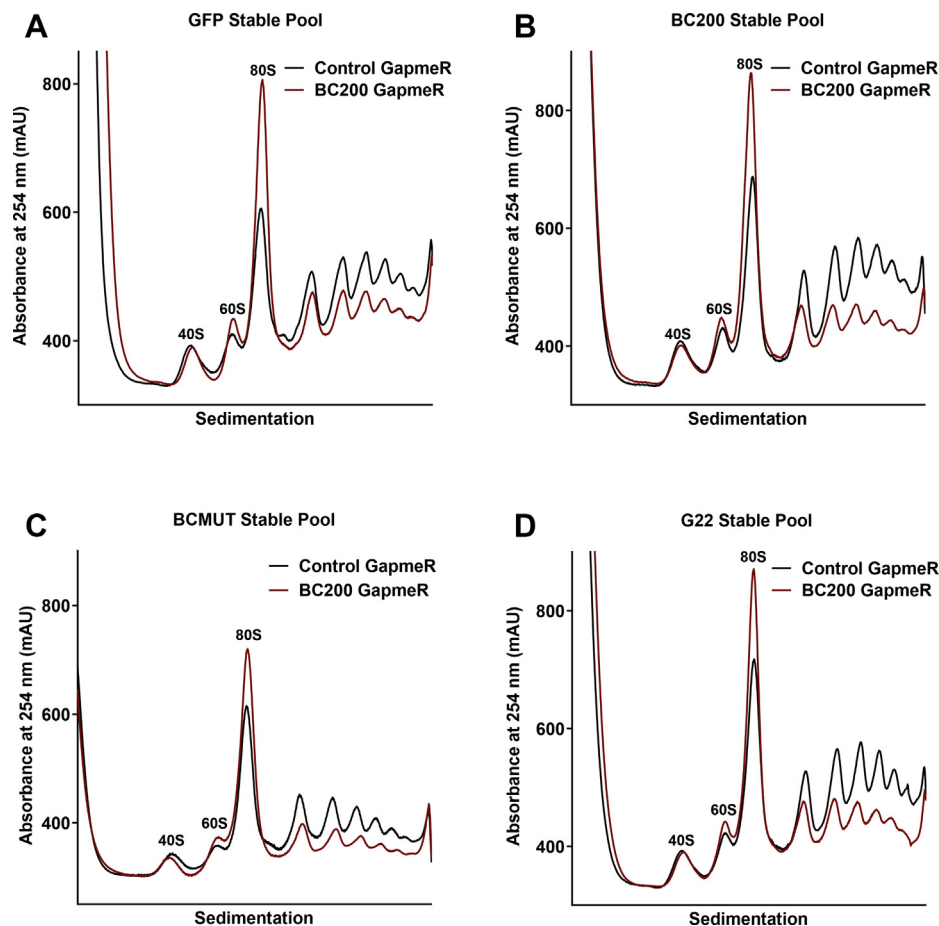 A
GFP Stable Pool
Absorbance at 254 nm (mAU)
800
600
400
40S
60S
80S
Control GapmeR
BC200 GapmeR
Sedimentation
B
BC200 Stable Pool
Absorbance at 254 nm (mAU)
800
600
400
40S
60S
80S
Control GapmeR
BC200 GapmeR
Sedimentation
C
BCMUT Stable Pool
Absorbance at 254 nm (mAU)
800
600
400
40S
60S
80S
Control GapmeR
BC200 GapmeR
Sedimentation
D
G22 Stable Pool
Absorbance at 254 nm (mAU)
800
600
400
40S
60S
80S
Control GapmeR
BC200 GapmeR
Sedimentation